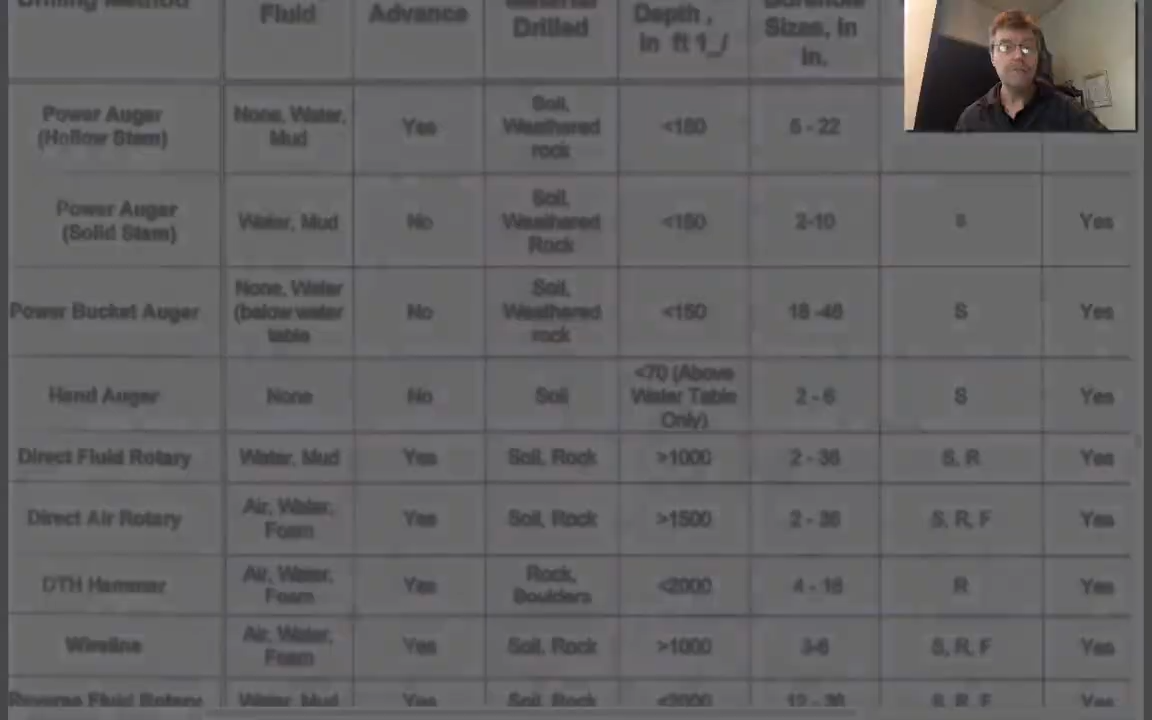 Drilling Method
Fluid
Advance
Material
Drilled
Depth,
in ft 1_/
Borehole
Sizes, in
in.
Power Auger
(Hollow Stem)
None, Water,
Mud
Yes
Soil,
Weathered
rock
<150
5 - 22
Power Auger
(Solid Stem)
Water, Mud
No
Soil,
Weathered
Rock
<150
2-10
S
Yes
Power Bucket Auger
None, Water
(below water
table
No
Soil,
Weathered
rock
<150
18 -48
S
Yes
Hand Auger
None
No
Soil
<70 (Above
Water Table
Only)
2 - 6
S
Yes
Direct Fluid Rotary
Water, Mud
Yes
Soil, Rock
>1000
2 - 36
S, R
Yes
Direct Air Rotary
Air, Water,
Foam
Yes
Soil, Rock
>1500
2 - 36
S, R, F
Yes
DTH Hammer
Air, Water,
Foam
Yes
Rock,
Boulders
<2000
4 - 16
R
Yes
Wireline
Air, Water,
Foam
Yes
Soil, Rock
>1000
3-6
S, R, F
Yes
Reverse Fluid Rotary
Water, Mud
Yes
Soil, Rock
<2000
12 - 36
S, R, F
Yes